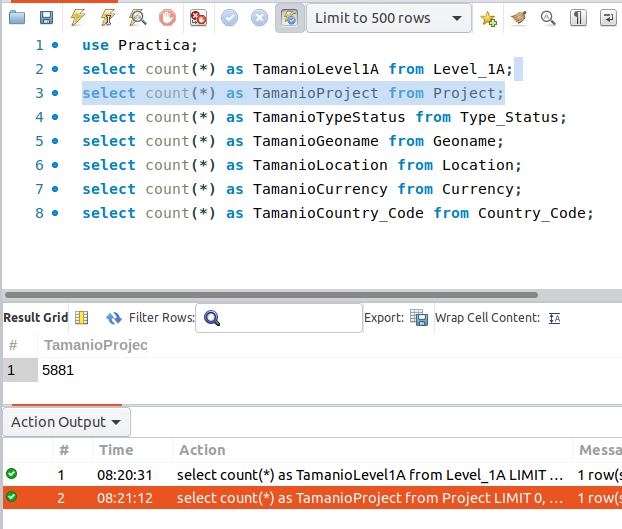 Limit to 500 rows
1 use Practica;
2 select count(*) as TamanioLevel1A from Level_1A;
3 select count(*) as TamanioProject from Project;
4 select count(*) as TamanioTypeStatus from Type_Status;
5 select count(*) as TamanioGeoname from Geoname;
6 select count(*) as TamanioLocation from Location;
7 select count(*) as TamanioCurrency from Currency;
8 select count(*) as TamanioCountry_Code from Country_Code;
Result Grid Filter Rows: Export: Wrap Cell Content: IA
# TamanioProjec
1 5881
Action Output
# Time Action Messa
1 08:20:31 select count(*) as TamanioLevel1A from Level_1A LIMIT ... 1 row(s
2 08:21:12 select count(*) as TamanioProject from Project LIMIT 0, ... 1 row(s